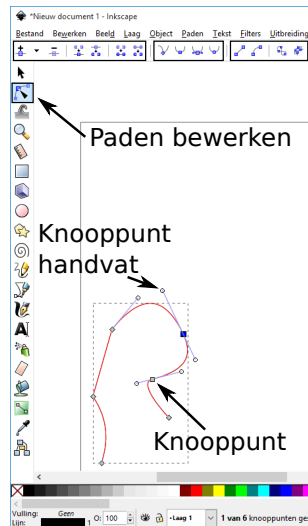 *Nieuw document 1 - Inkscape
Bestand Bewerken Beeld Laag Object Paden Tekst Filters Uitbreiding
Paden bewerken
Knooppunt
handvat
Knooppunt
Vulling: Geen
Lijn: 1 O: 100 -Laag 1 1 van 6 knooppunten ge